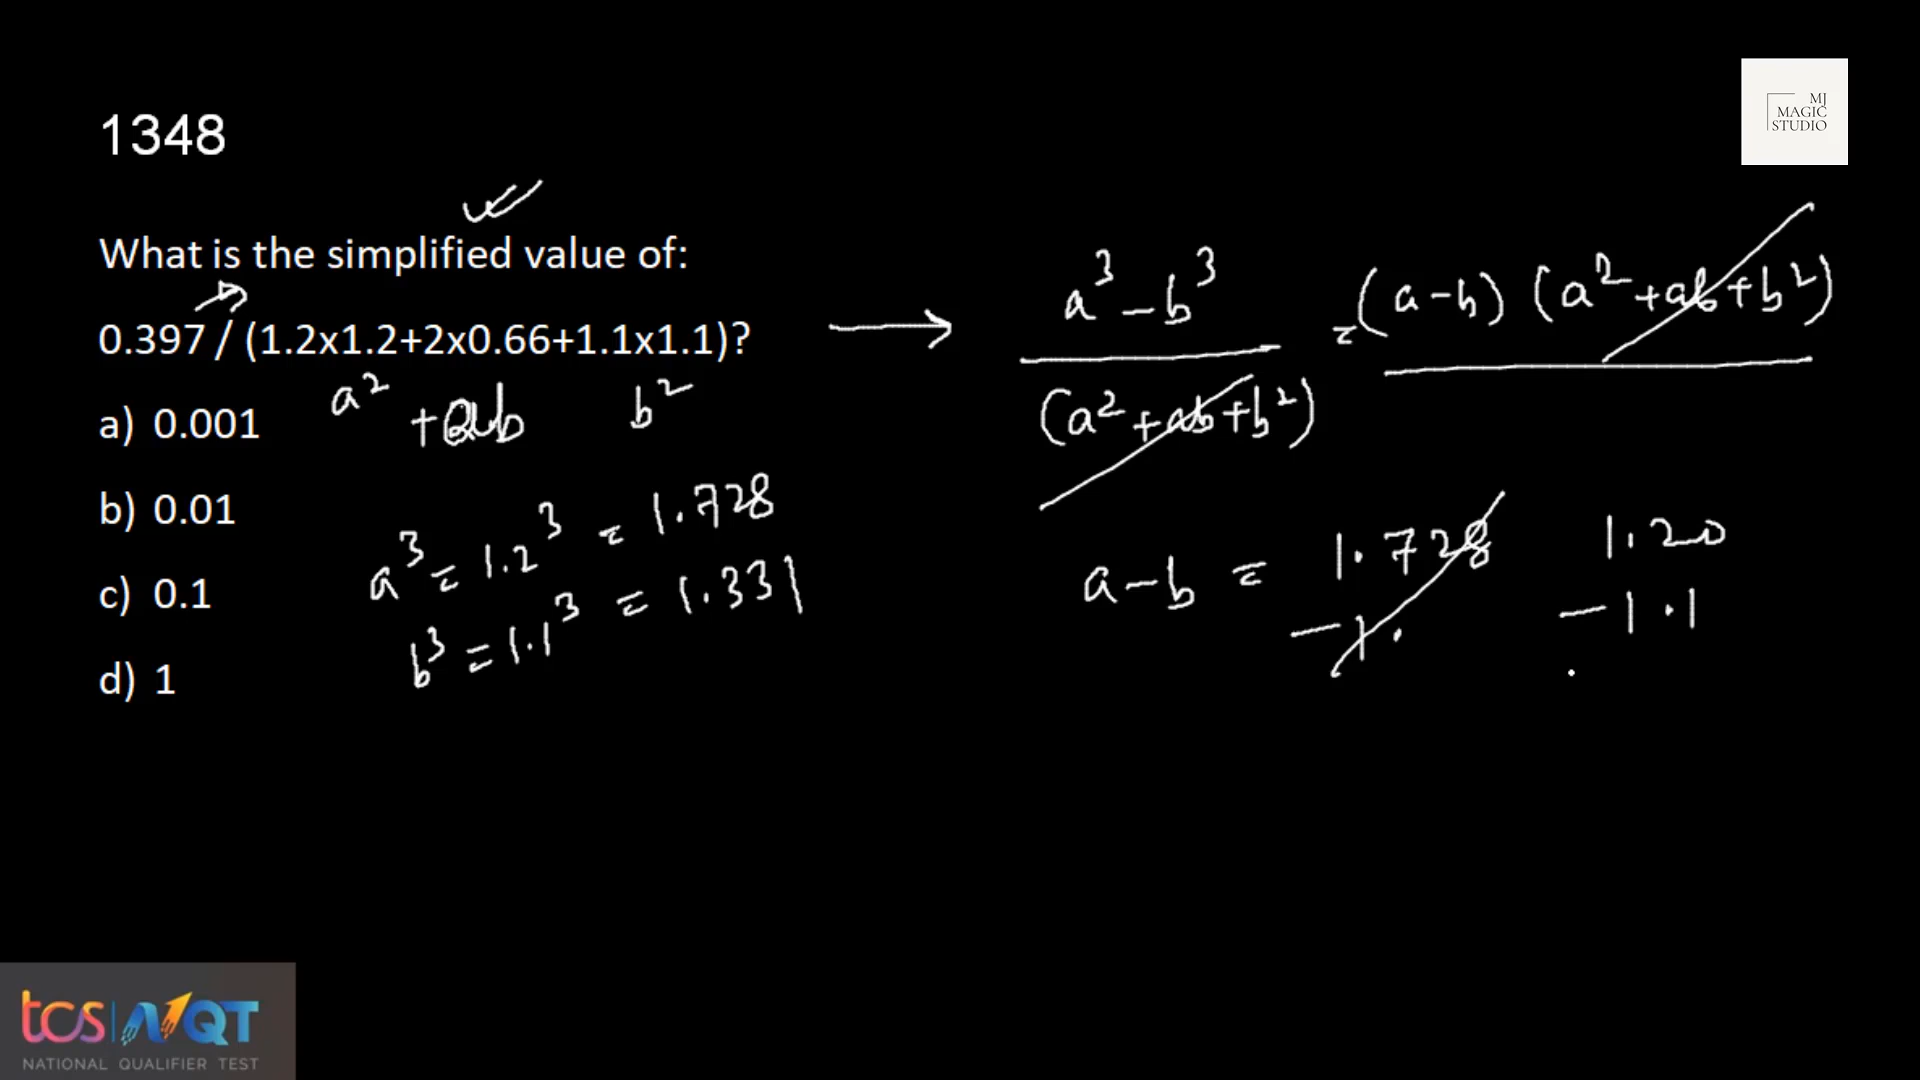 MJ
MAGIC
STUDIO
1348
What is the simplified value of:
0.397 / (1.2x1.2+2x0.66+1.1x1.1)?
a) 0.001
b) 0.01
c) 0.1
d) 1
a² +ab b²
a³ = 1.2³ = 1.728
b³ = 1.1³ = 1.331
a³ - b³
(a² + ab + b²)
= (a - b) (a² + ab + b²)
a - b = 1.728
- 1.
1.20
- 1.1
tcs NQT
NATIONAL QUALIFIER TEST